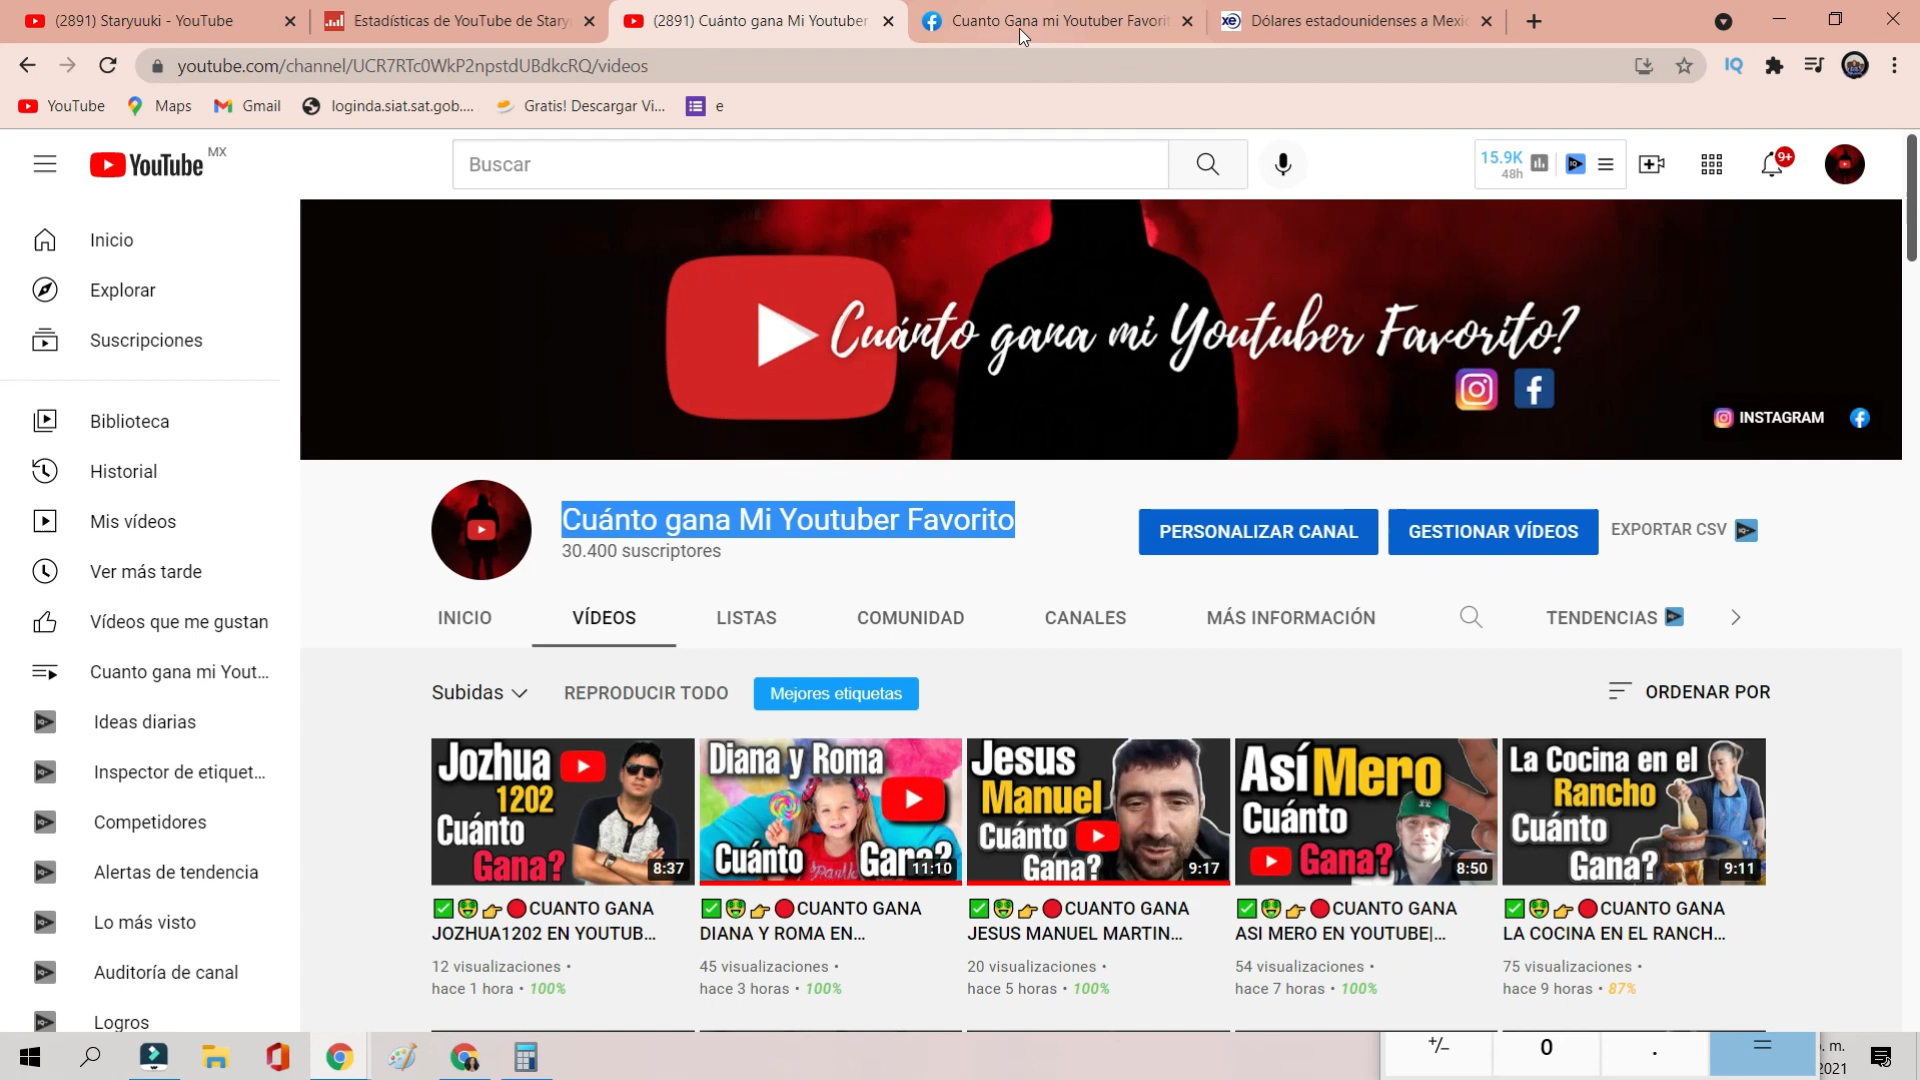 (2891) Staryuuki - YouTube
Estadísticas de YouTube de Stary
(2891) Cuánto gana Mi Youtuber
Cuanto Gana mi Youtuber Favorit
xe Dólares estadounidenses a Mexic
youtube.com/channel/UCR7RTc0WkP2npstdUBdkcRQ/videos
IQ
YouTube
Maps
Gmail
loginda.siat.sat.gob....
Gratis! Descargar Vi...
e
YouTube MX
Buscar
15.9K
48h
9+
Inicio
Explorar
Suscripciones
Biblioteca
Historial
Mis vídeos
Ver más tarde
Vídeos que me gustan
Cuanto gana mi Yout...
Ideas diarias
Inspector de etiquet...
Competidores
Alertas de tendencia
Lo más visto
Auditoría de canal
Logros
Cuánto gana mi Youtuber Favorito?
INSTAGRAM
Cuánto gana Mi Youtuber Favorito
30.400 suscriptores
PERSONALIZAR CANAL
GESTIONAR VÍDEOS
EXPORTAR CSV
INICIO
VÍDEOS
LISTAS
COMUNIDAD
CANALES
MÁS INFORMACIÓN
TENDENCIAS
Subidas
REPRODUCIR TODO
Mejores etiquetas
ORDENAR POR
Jozhua
1202
Cuánto
Gana?
8:37
✅🤑👉🔴CUANTO GANA
JOZHUA1202 EN YOUTUB...
12 visualizaciones •
hace 1 hora • 100%
Diana y Roma
Cuánto Gana?
11:10
✅🤑👉🔴CUANTO GANA
DIANA Y ROMA EN...
45 visualizaciones •
hace 3 horas • 100%
Jesus
Manuel
Cuánto
Gana?
9:17
✅🤑👉🔴CUANTO GANA
JESUS MANUEL MARTIN...
20 visualizaciones •
hace 5 horas • 100%
Así Mero
Cuánto
Gana?
8:50
✅🤑👉🔴CUANTO GANA
ASI MERO EN YOUTUBE|...
54 visualizaciones •
hace 7 horas • 100%
La Cocina en el
Rancho
Cuánto
Gana?
9:11
✅🤑👉🔴CUANTO GANA
LA COCINA EN EL RANCH...
75 visualizaciones •
hace 9 horas • 87%
+/-
0
.
=
. m.
2021